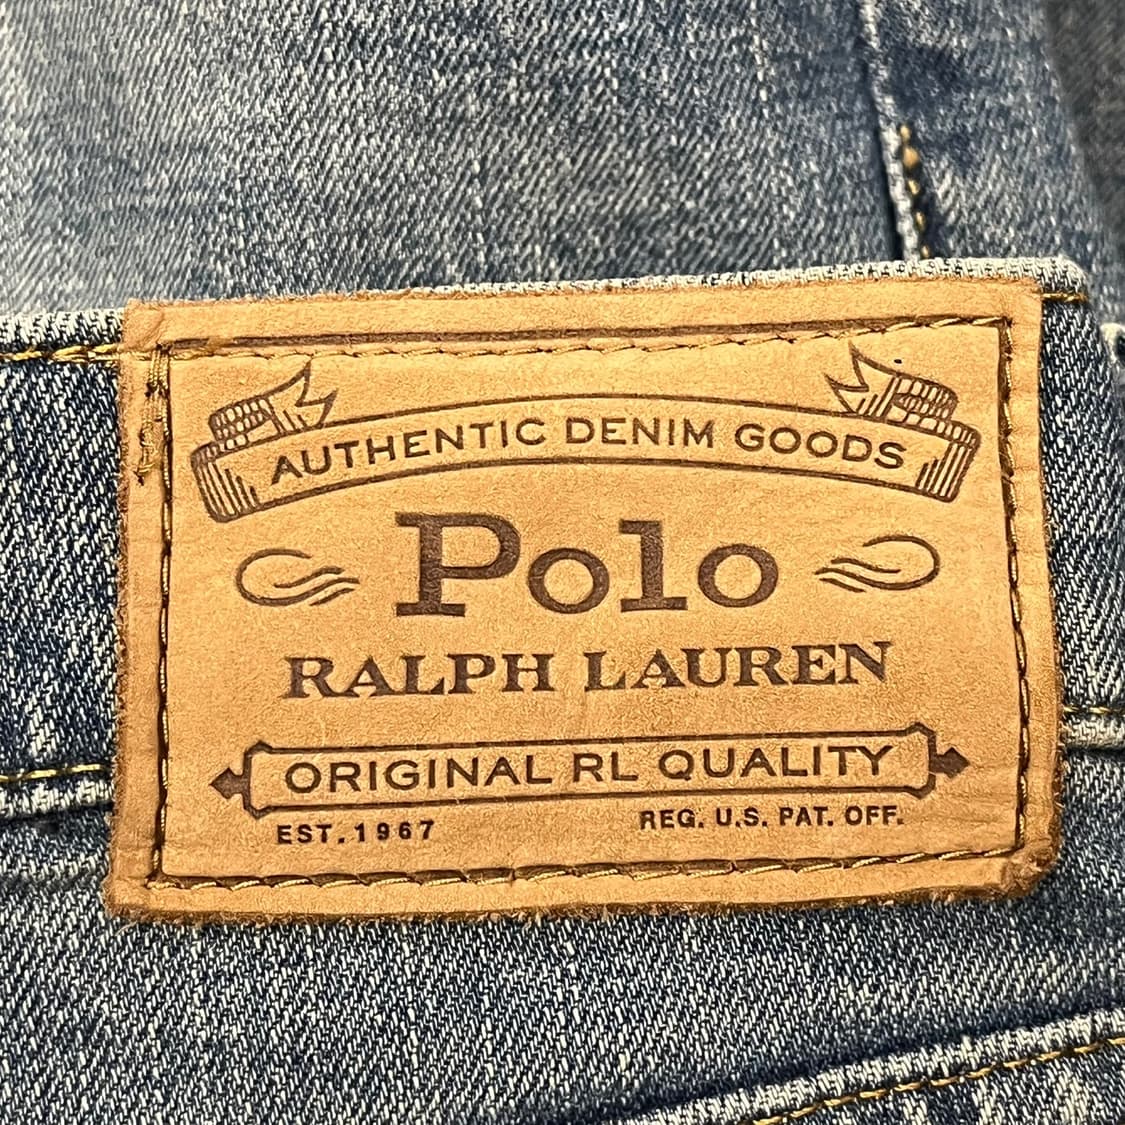 AUTHENTIC DENIM GOODS
Polo
RALPH LAUREN
ORIGINAL RL QUALITY
EST. 1967 REG. U.S. PAT. OFF.